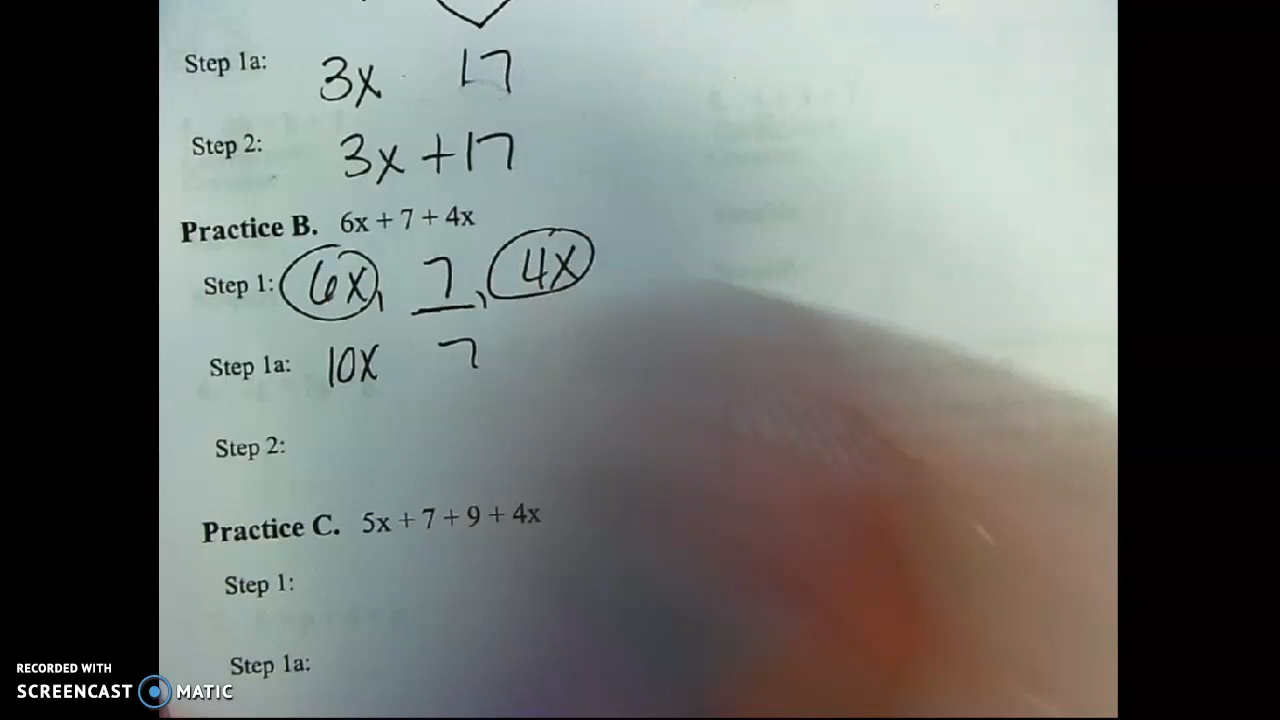 Step 1a: 3x 17
Step 2: 3x + 17
Practice B. 6x + 7 + 4x
Step 1: 6x, 7, 4x
Step 1a: 10x 7
Step 2:
Practice C. 5x + 7 + 9 + 4x
Step 1:
Step 1a:
RECORDED WITH
SCREENCAST MATIC